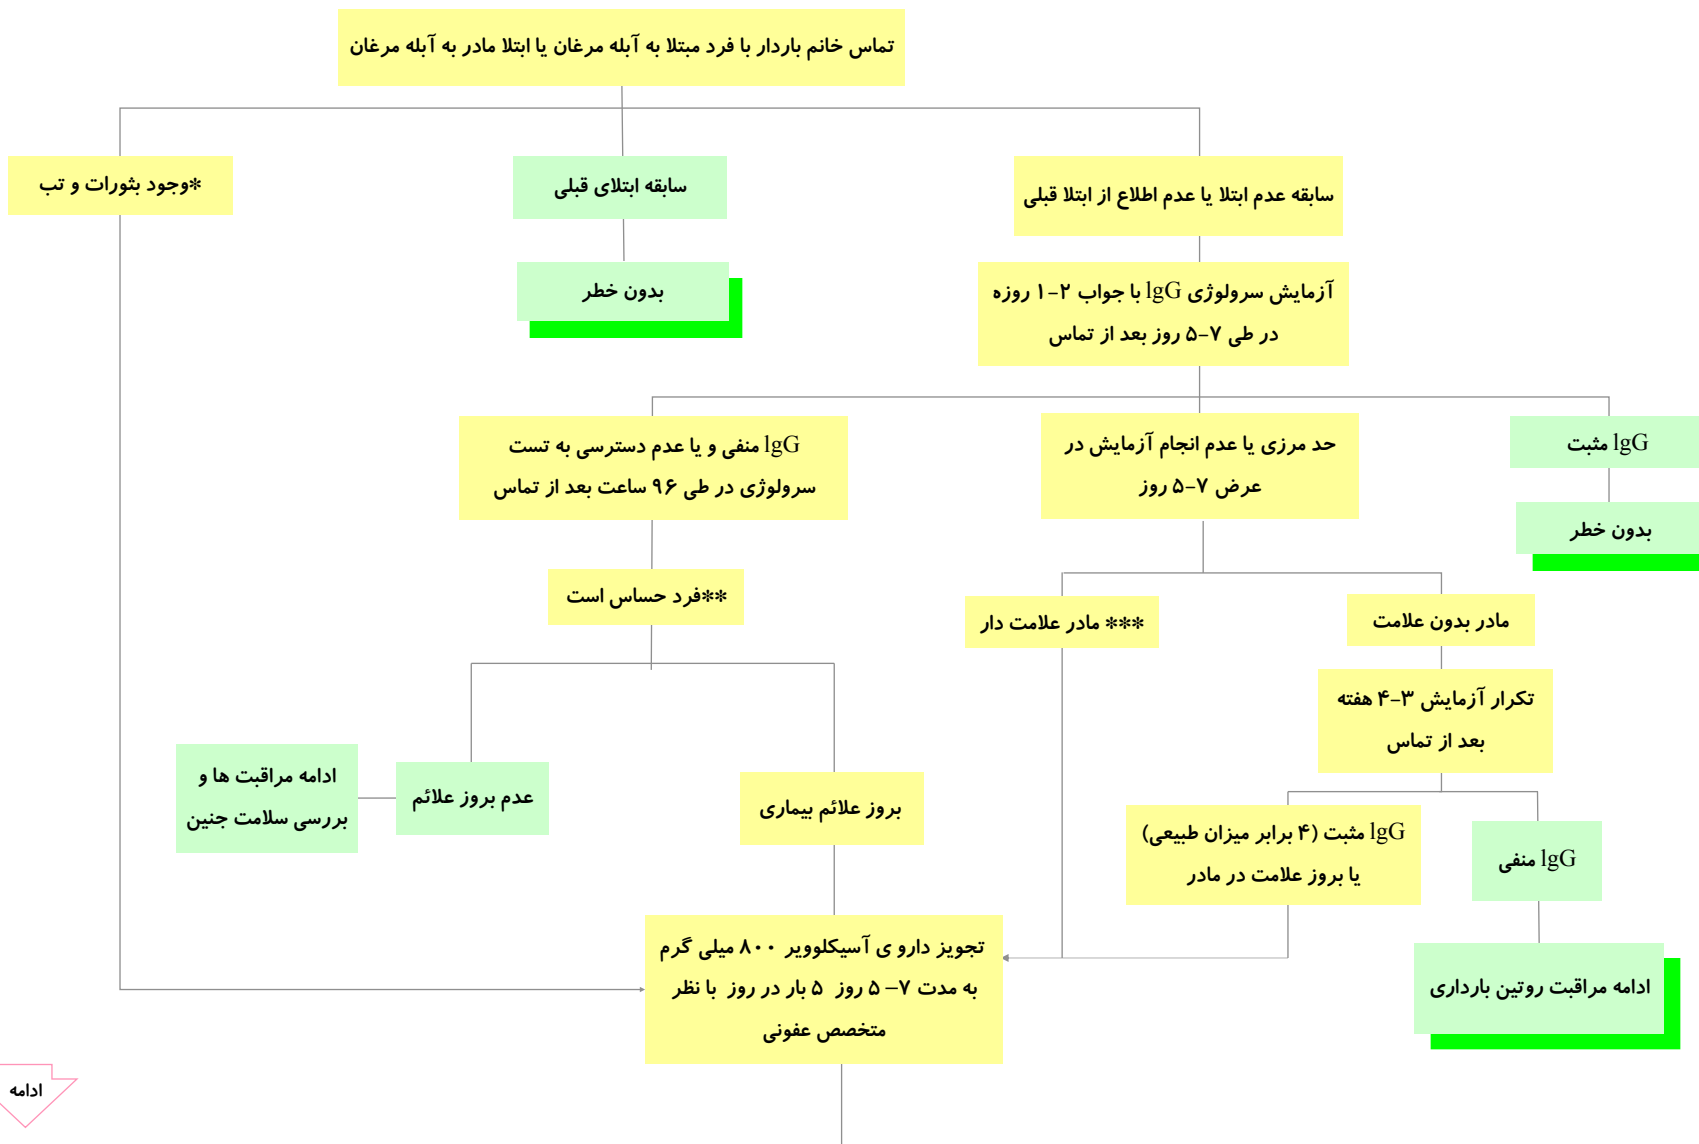 تماس خانم باردار با فرد مبتلا به آبله مرغان یا ابتلا مادر به آبله مرغان
سابقه عدم ابتلا یا عدم اطلاع از ابتلا قبلی
سابقه ابتلای قبلی
*وجود بثورات و تب
بدون خطر
آزمایش سرولوژی IgG با جواب ۲-۱ روزه
در طی ۷-۵ روز بعد از تماس
IgG مثبت
بدون خطر
حد مرزی یا عدم انجام آزمایش در
عرض ۷-۵ روز
IgG منفی و یا عدم دسترسی به تست
سرولوژی در طی ۹۶ ساعت بعد از تماس
مادر بدون علامت
*** مادر علامت دار
**فرد حساس است
تکرار آزمایش ۳-۴ هفته
بعد از تماس
بروز علائم بیماری
عدم بروز علائم
ادامه مراقبت ها و
بررسی سلامت جنین
IgG منفی
IgG مثبت (۴ برابر میزان طبیعی)
یا بروز علامت در مادر
ادامه مراقبت روتین بارداری
تجویز دارو ی آسیکلوویر ۸۰۰ میلی گرم
به مدت ۷– ۵ روز ۵ بار در روز با نظر
متخصص عفونی
ادامه